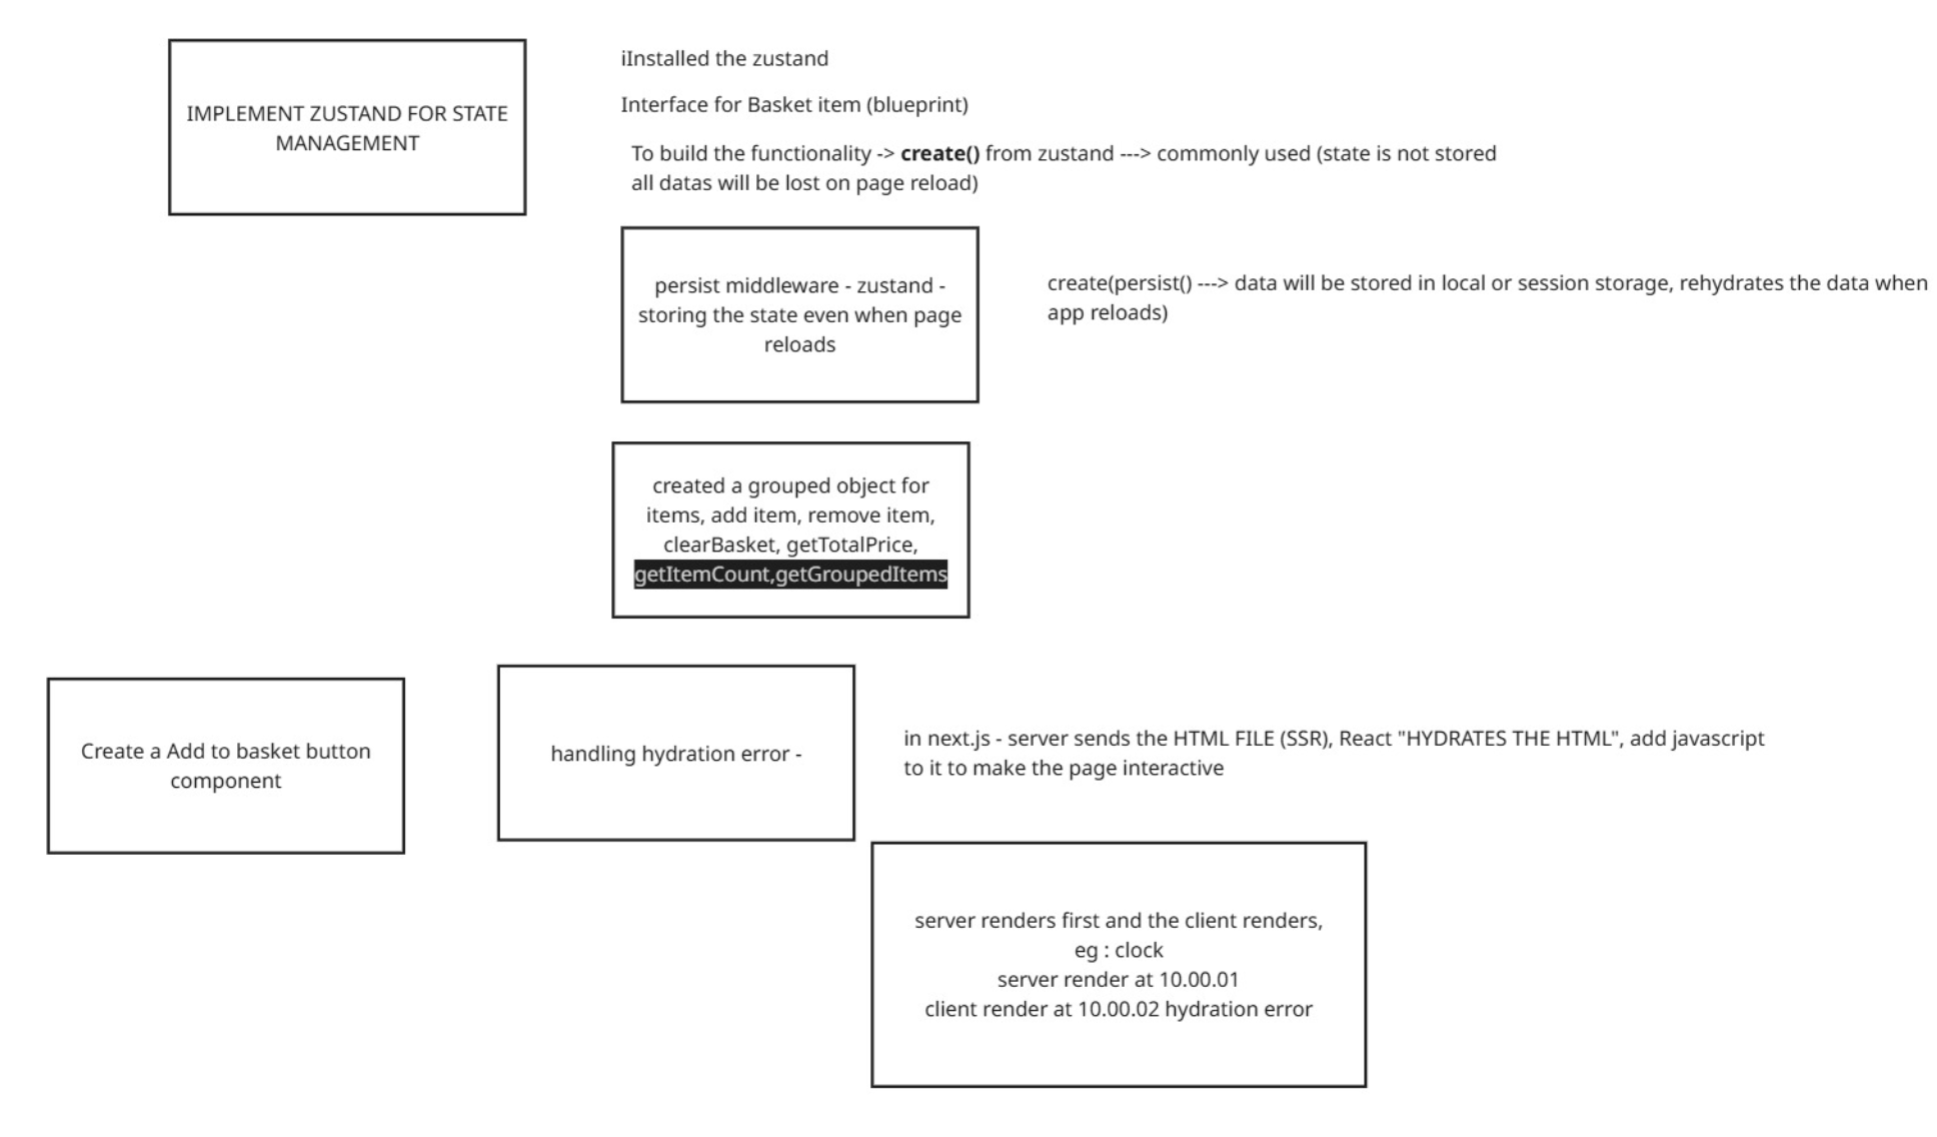 IMPLEMENT ZUSTAND FOR STATE
MANAGEMENT
iInstalled the zustand
Interface for Basket item (blueprint)
To build the functionality -> create() from zustand ---> commonly used (state is not stored
all datas will be lost on page reload)
persist middleware - zustand -
storing the state even when page
reloads
create(persist() ---> data will be stored in local or session storage, rehydrates the data when
app reloads)
created a grouped object for
items, add item, remove item,
clearBasket, getTotalPrice,
getItemCount,getGroupedItems
Create a Add to basket button
component
handling hydration error -
in next.js - server sends the HTML FILE (SSR), React "HYDRATES THE HTML", add javascript
to it to make the page interactive
server renders first and the client renders,
eg : clock
server render at 10.00.01
client render at 10.00.02 hydration error